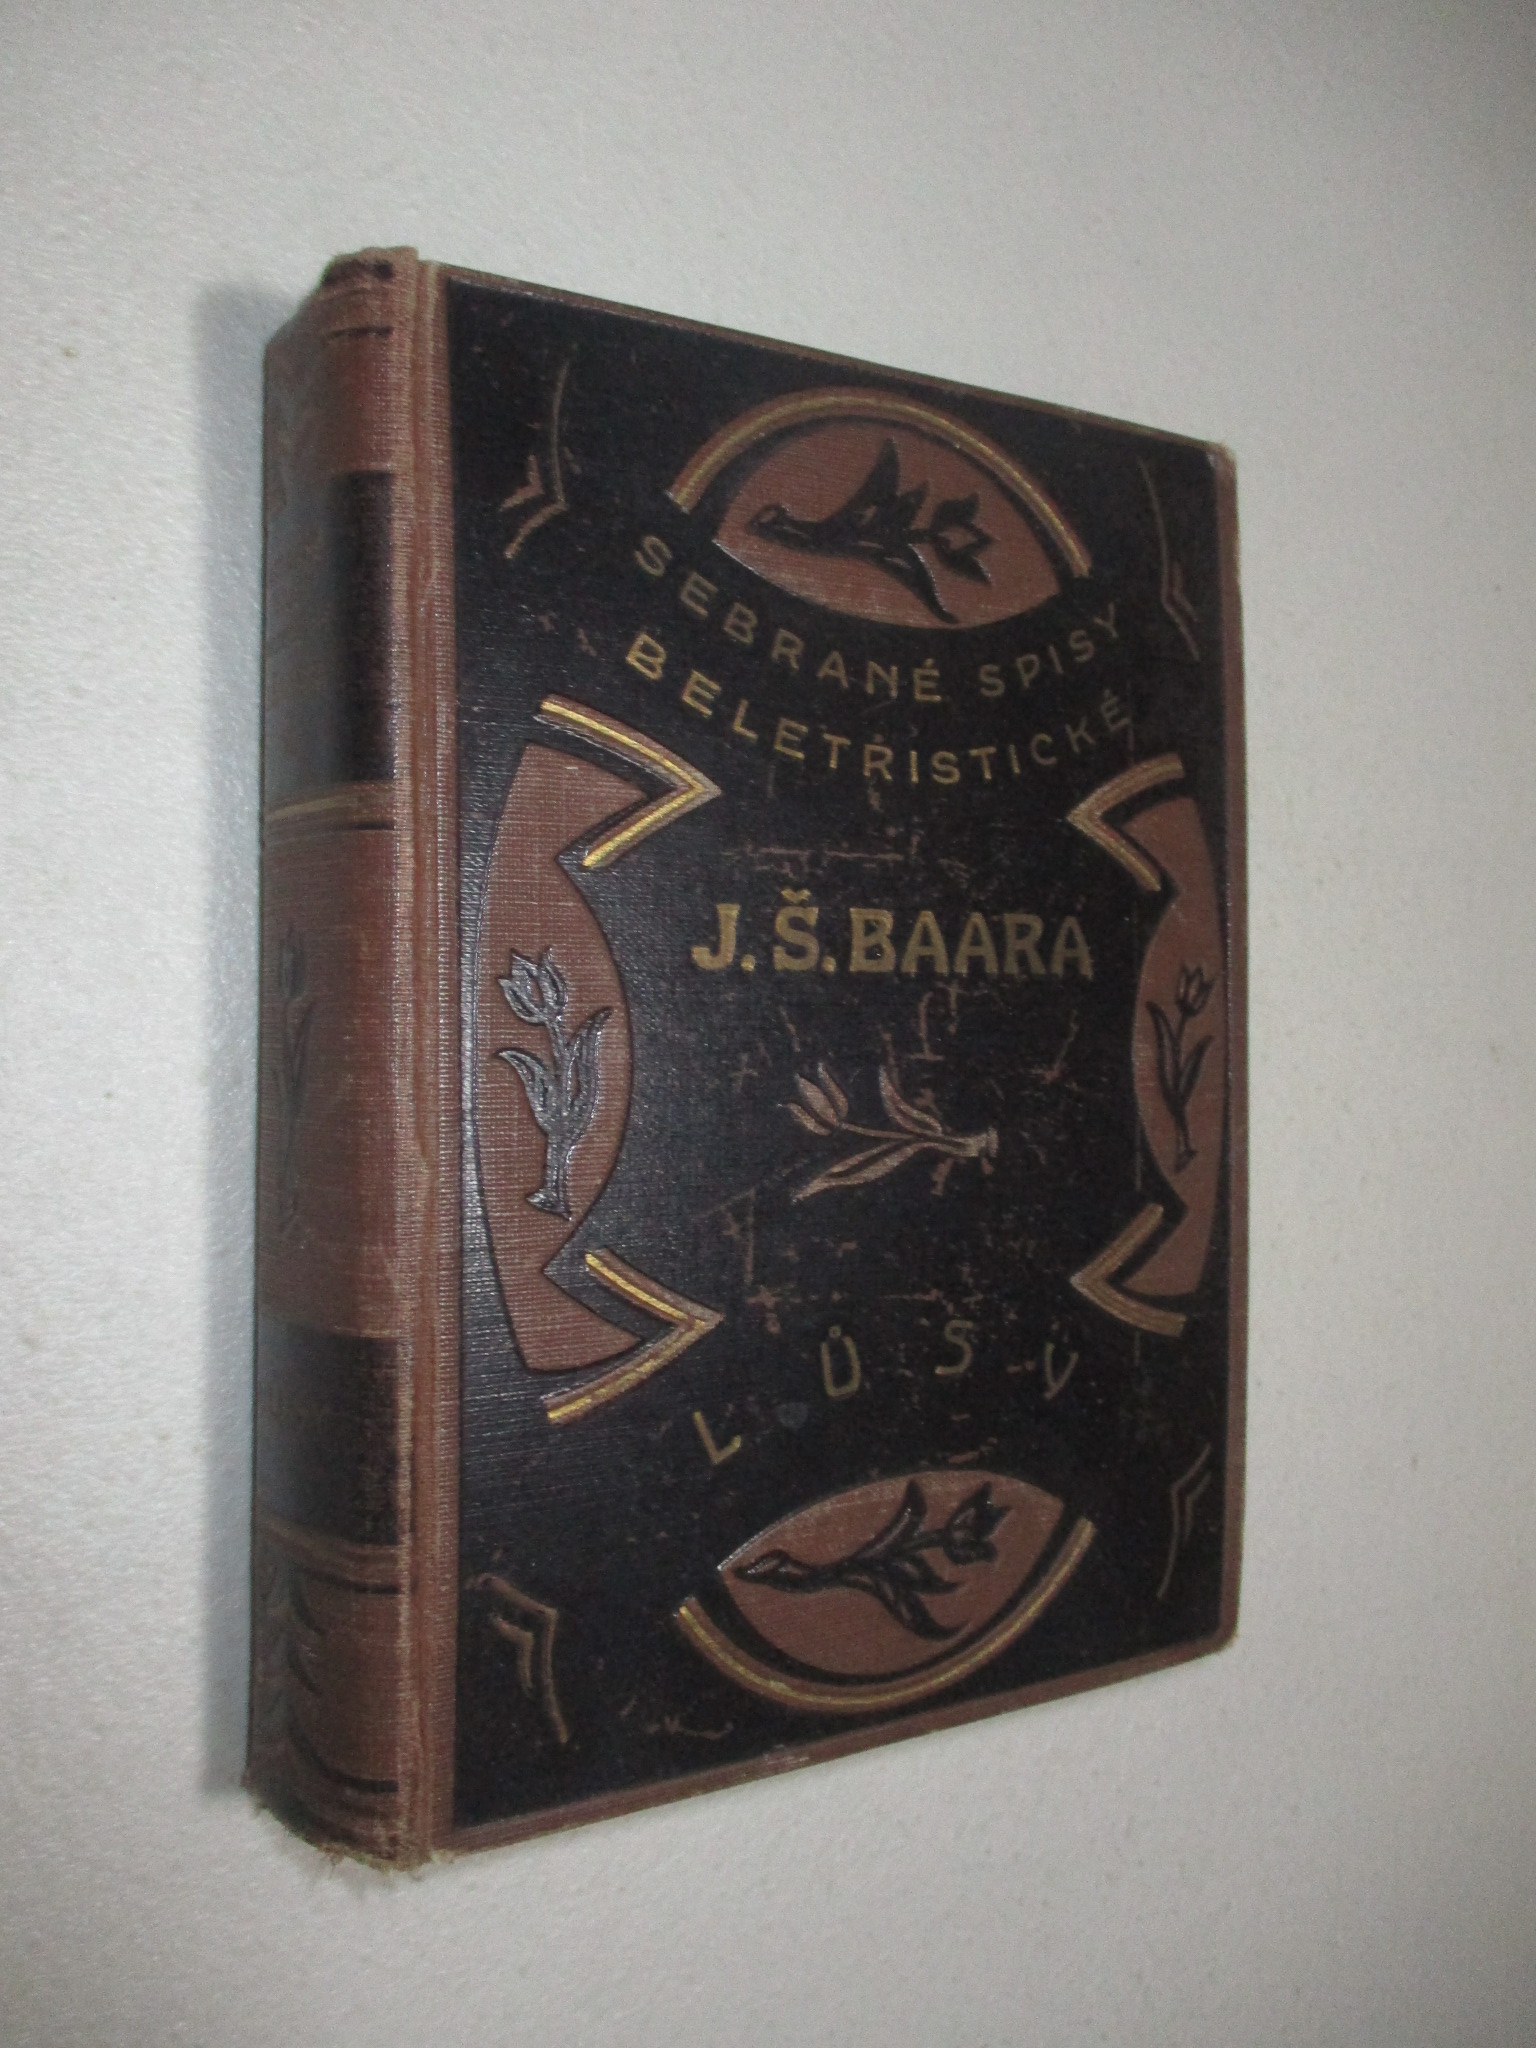 SEBRANÉ SPISY
BELETRISTICKÉ
J. Š. BAARA
LŮSY